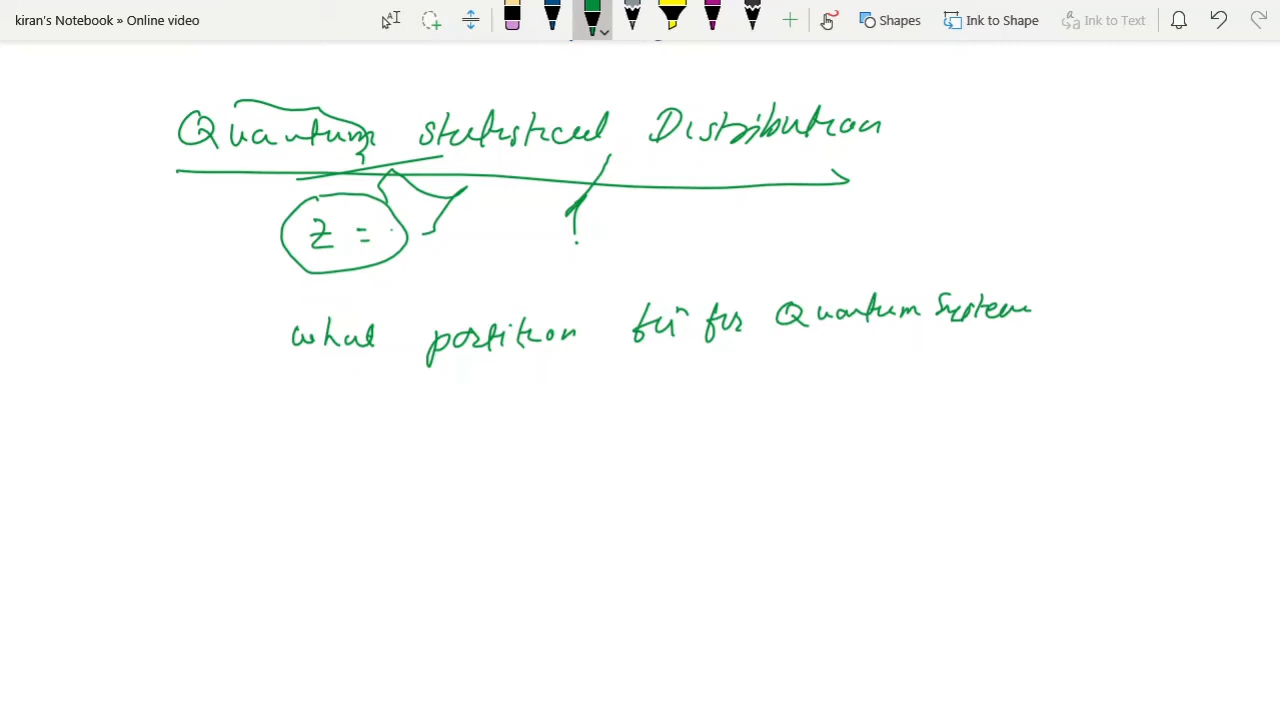 kiran's Notebook » Online video
Shapes
Ink to Shape
Ink to Text
Quantum statistical Distribution
Z =
?
what partition fun for Quantum System